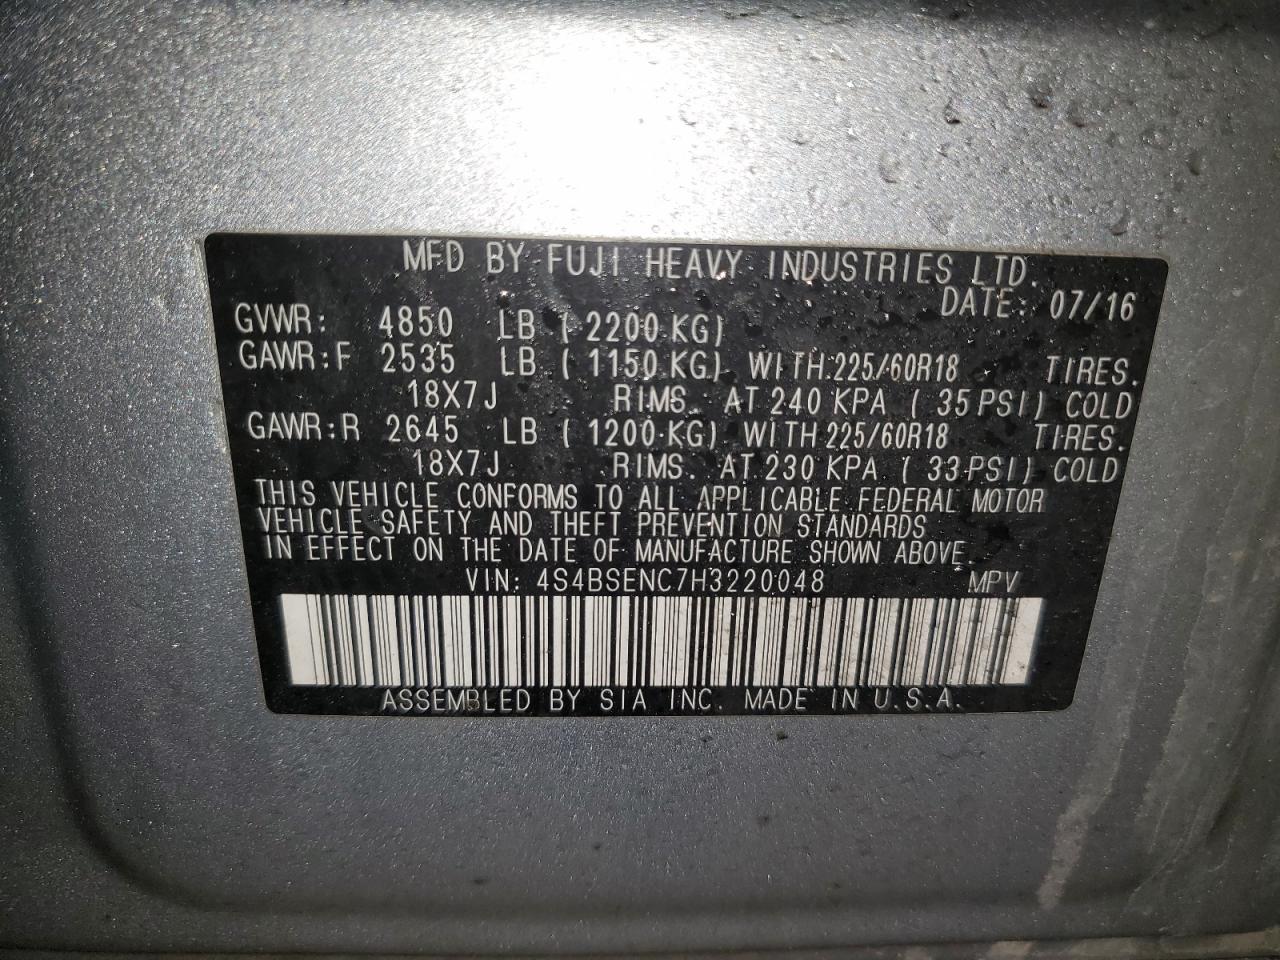 MFD BY FUJI HEAVY INDUSTRIES LTD.
DATE: 07/16
GVWR: 4850 LB ( 2200 KG)
GAWR:F 2535 LB ( 1150 KG) WITH 225/60R18 TIRES.
18X7J RIMS. AT 240 KPA ( 35 PSI) COLD
GAWR:R 2645 LB ( 1200 KG) WITH 225/60R18 TIRES.
18X7J RIMS. AT 230 KPA ( 33 PSI) COLD
THIS VEHICLE CONFORMS TO ALL APPLICABLE FEDERAL MOTOR
VEHICLE SAFETY AND THEFT PREVENTION STANDARDS
IN EFFECT ON THE DATE OF MANUFACTURE SHOWN ABOVE.
VIN: 4S4BSENC7H3220048 MPV
ASSEMBLED BY SIA INC. MADE IN U.S.A.